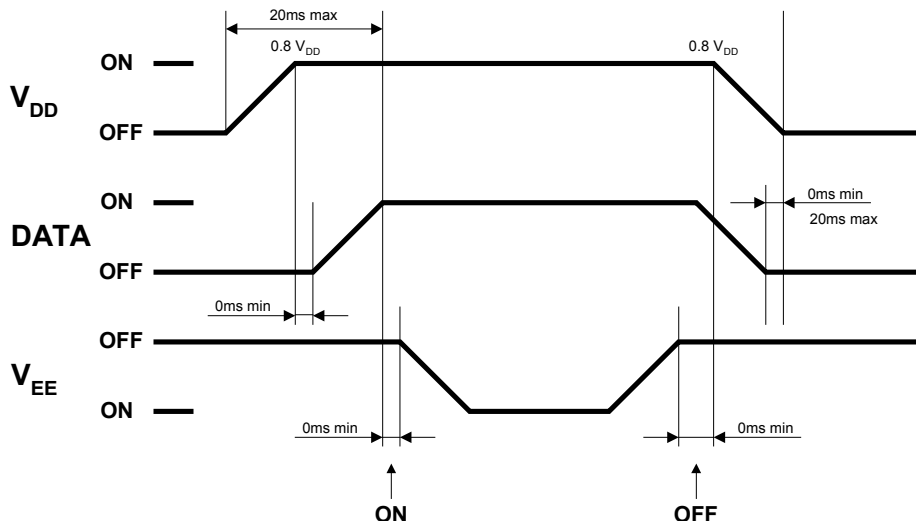 20ms max
0.8 VDD
0.8 VDD
ON
VDD
OFF
ON
0ms min
20ms max
DATA
OFF
0ms min
OFF
VEE
ON
0ms min
0ms min
ON
OFF